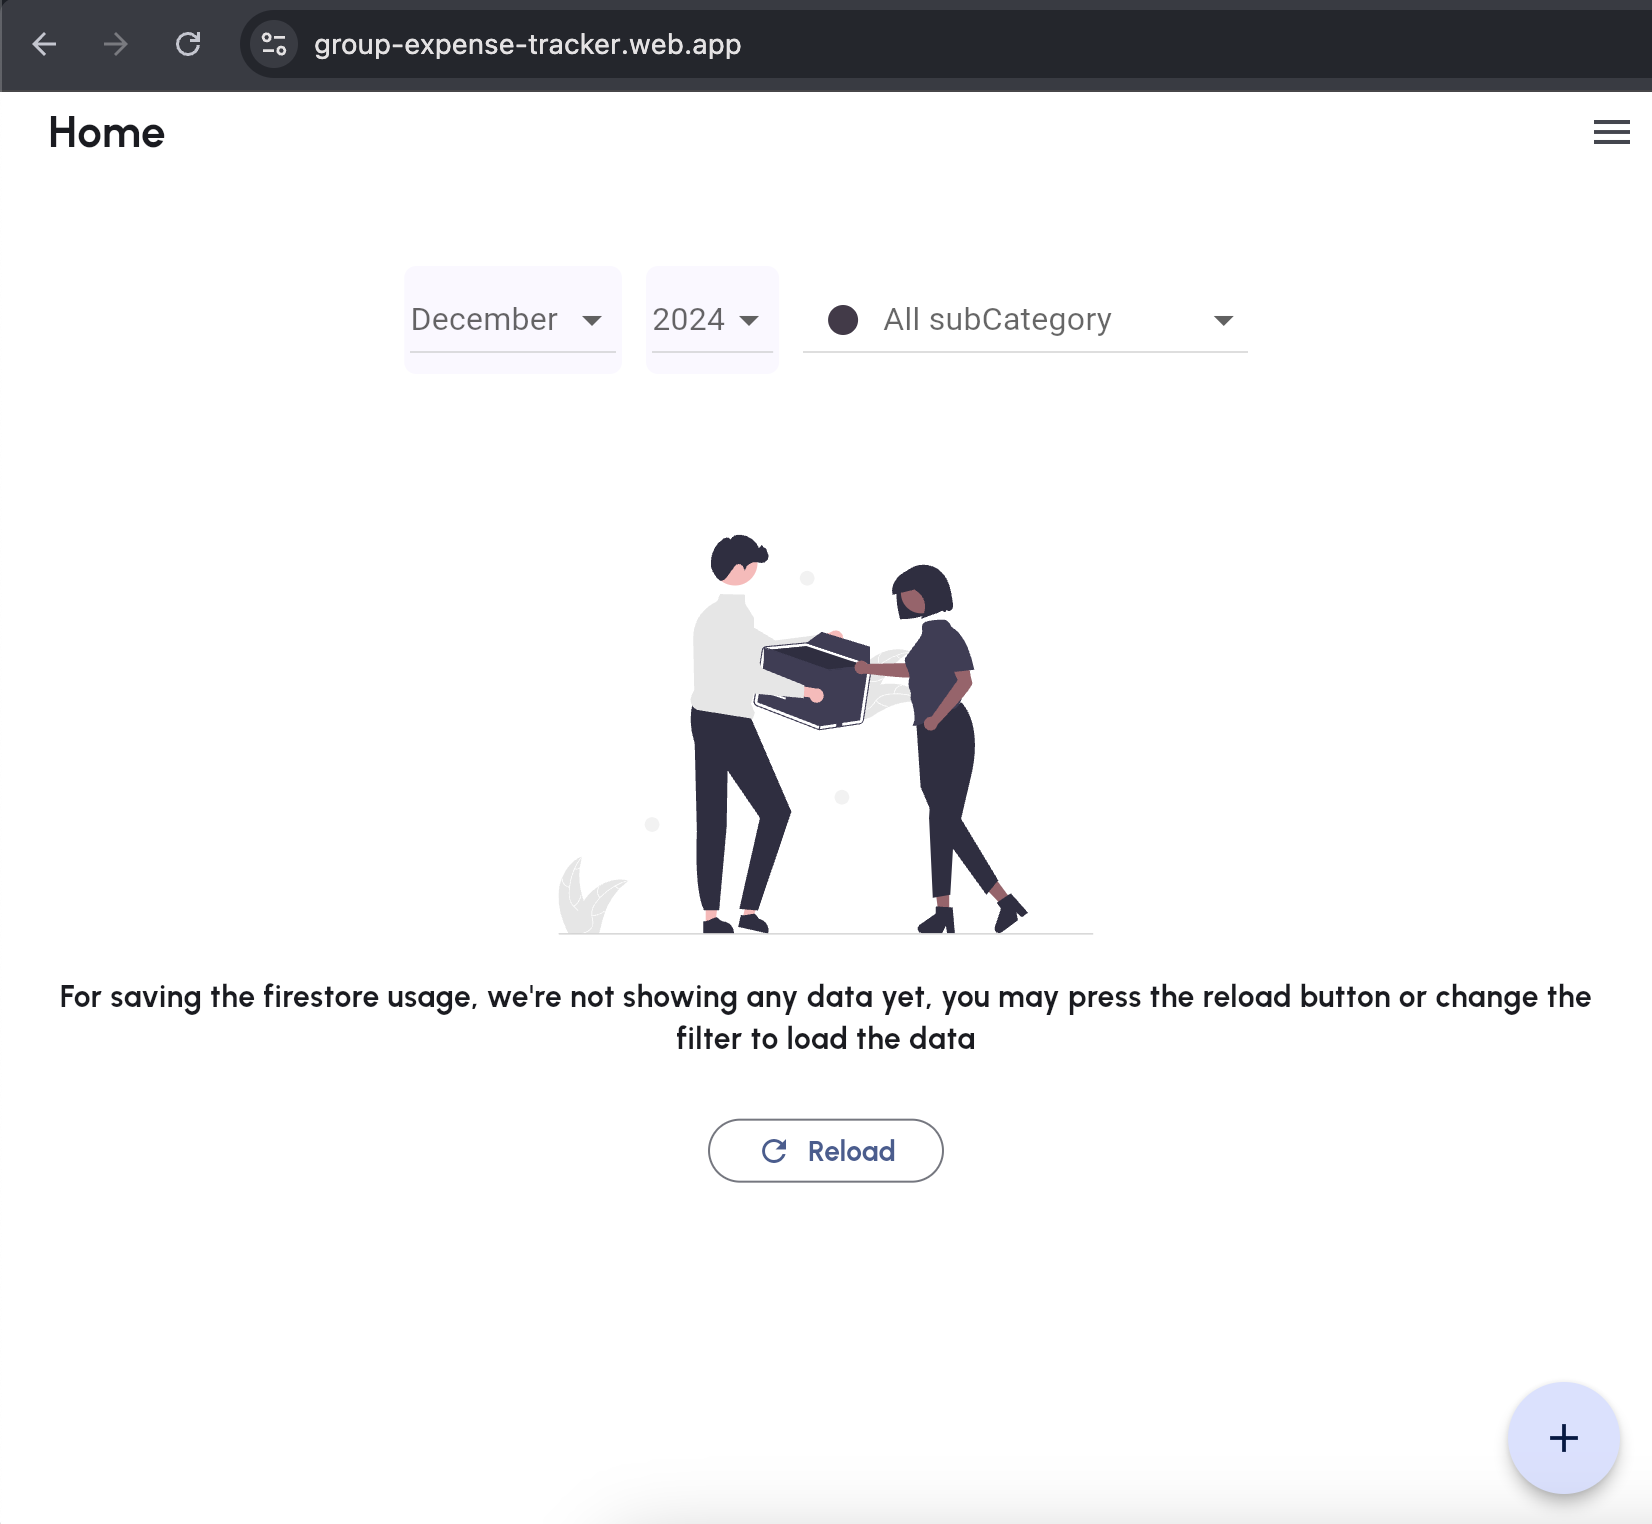 group-expense-tracker.web.app
Home
December
2024
All subCategory
For saving the firestore usage, we're not showing any data yet, you may press the reload button or change the
filter to load the data
Reload